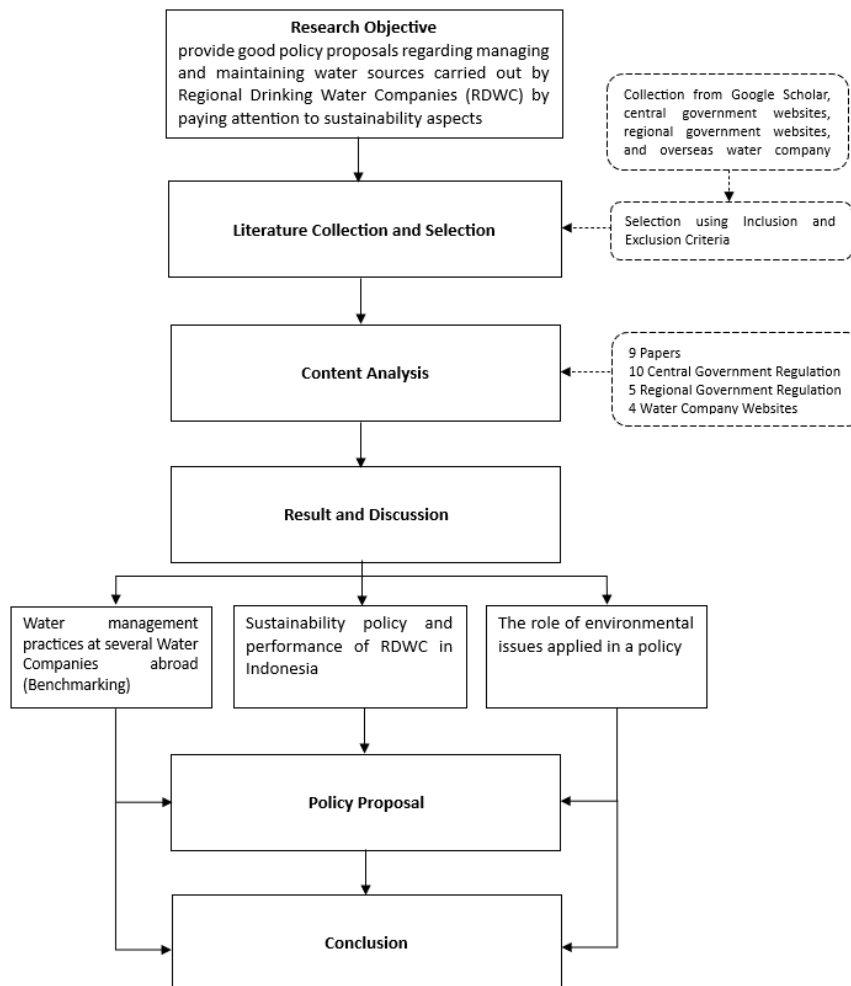 Research Objective
provide good policy proposals regarding managing
and maintaining water sources carried out by
Regional Drinking Water Companies (RDWC) by
paying attention to sustainability aspects
Collection from Google Scholar,
central government websites,
regional government websites,
and overseas water company
Literature Collection and Selection
Selection using Inclusion and
Exclusion Criteria
Content Analysis
9 Papers
10 Central Government Regulation
5 Regional Government Regulation
4 Water Company Websites
Result and Discussion
Water management
practices at several Water
Companies abroad
(Benchmarking)
Sustainability policy and
performance of RDWC in
Indonesia
The role of environmental
issues applied in a policy
Policy Proposal
Conclusion